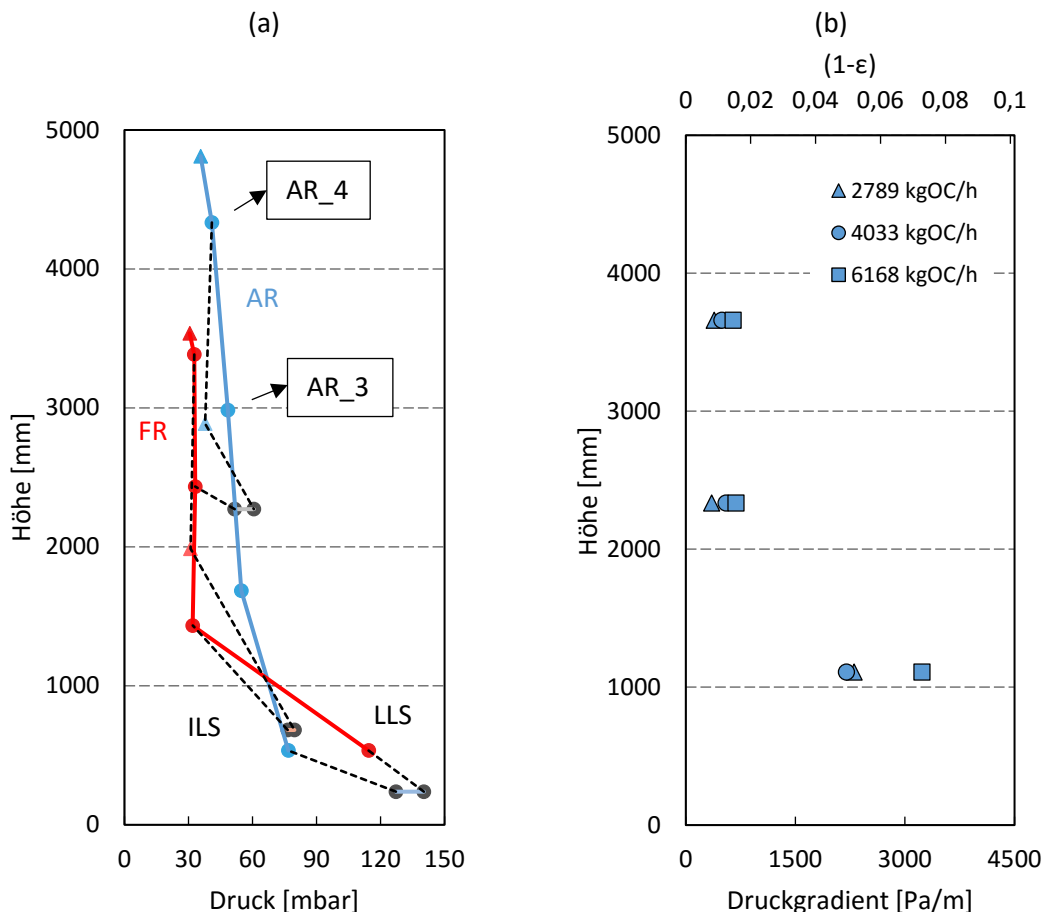 (a)
5000
4000
3000
2000
1000
0
Höhe [mm]
AR_4
AR
AR_3
FR
ILS
LLS
0 30 60 90 120 150
Druck [mbar]
(b)
(1-ε)
0 0,02 0,04 0,06 0,08 0,1
5000
4000
3000
2000
1000
0
Höhe [mm]
2789 kgOC/h
4033 kgOC/h
6168 kgOC/h
0 1500 3000 4500
Druckgradient [Pa/m]